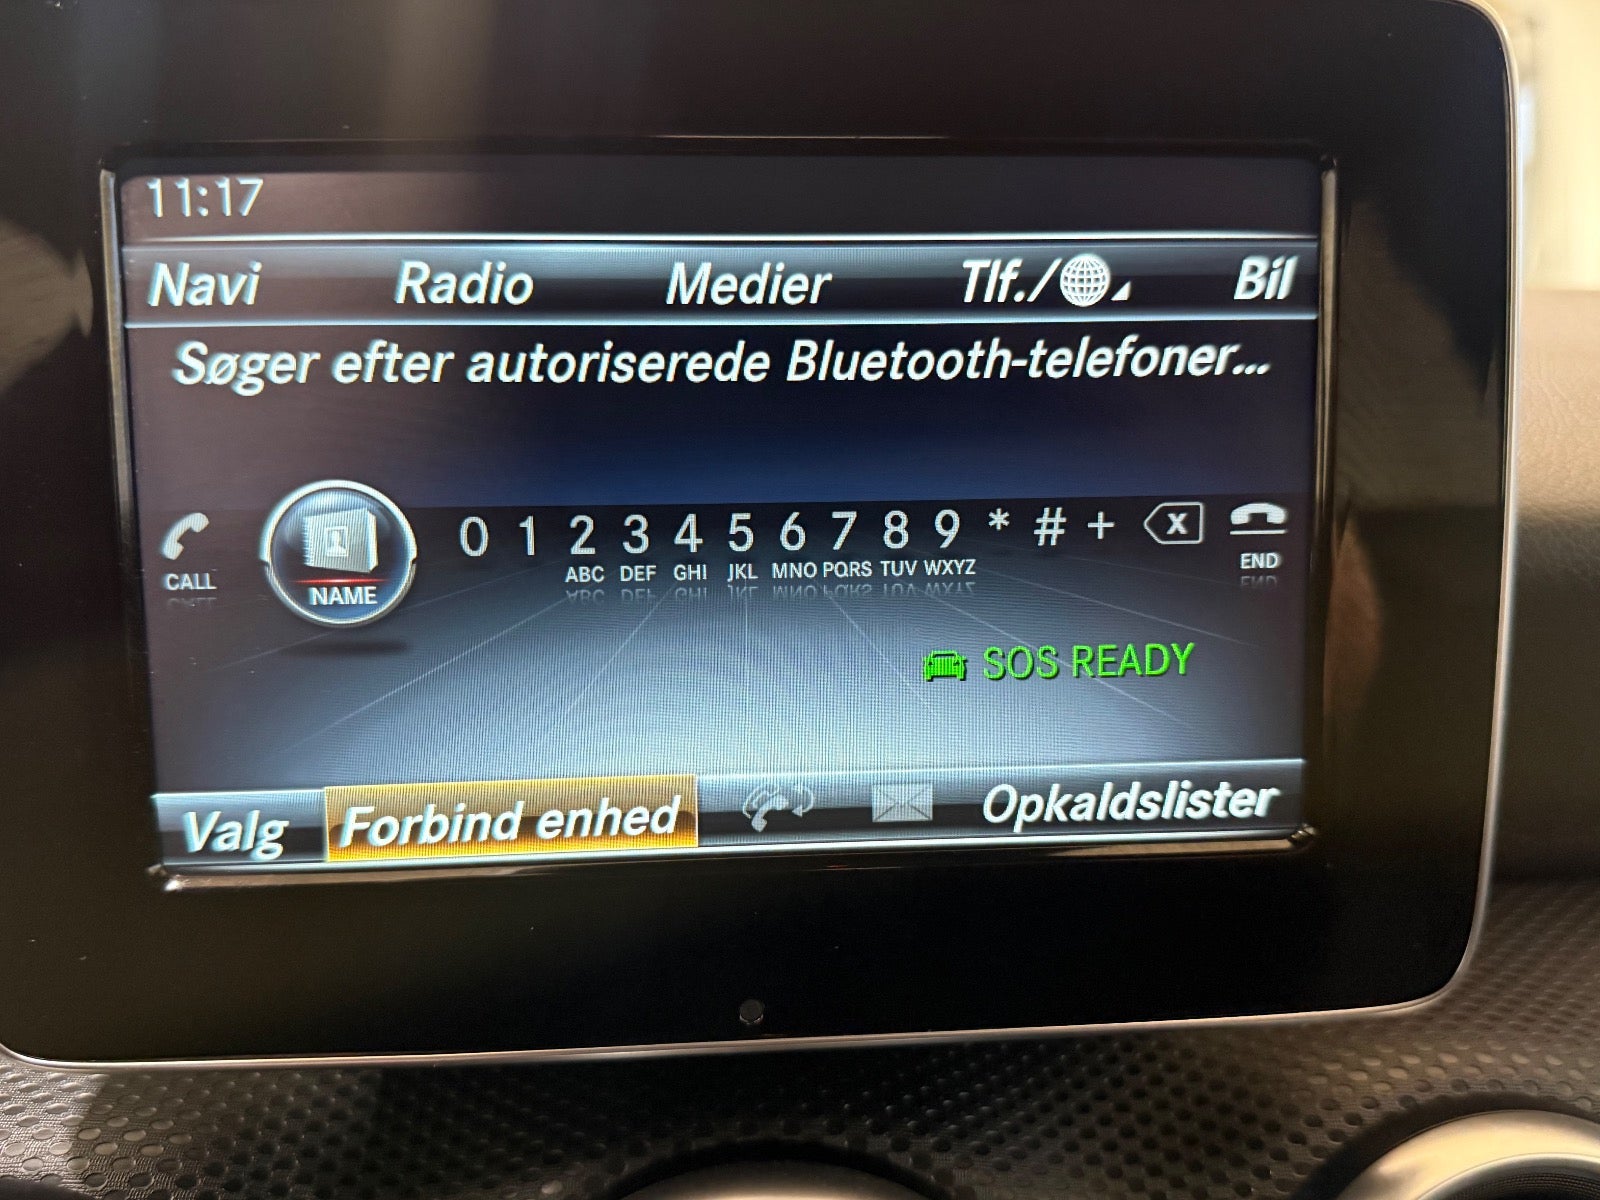 11:17
Navi Radio Medier Tlf./ Bil
Søger efter autoriserede Bluetooth-telefoner...
0 1 2 3 4 5 6 7 8 9 * # +
CALL NAME ABC DEF GHI JKL MNO PQRS TUV WXYZ X END
SOS READY
Valg Forbind enhed Opkaldslister